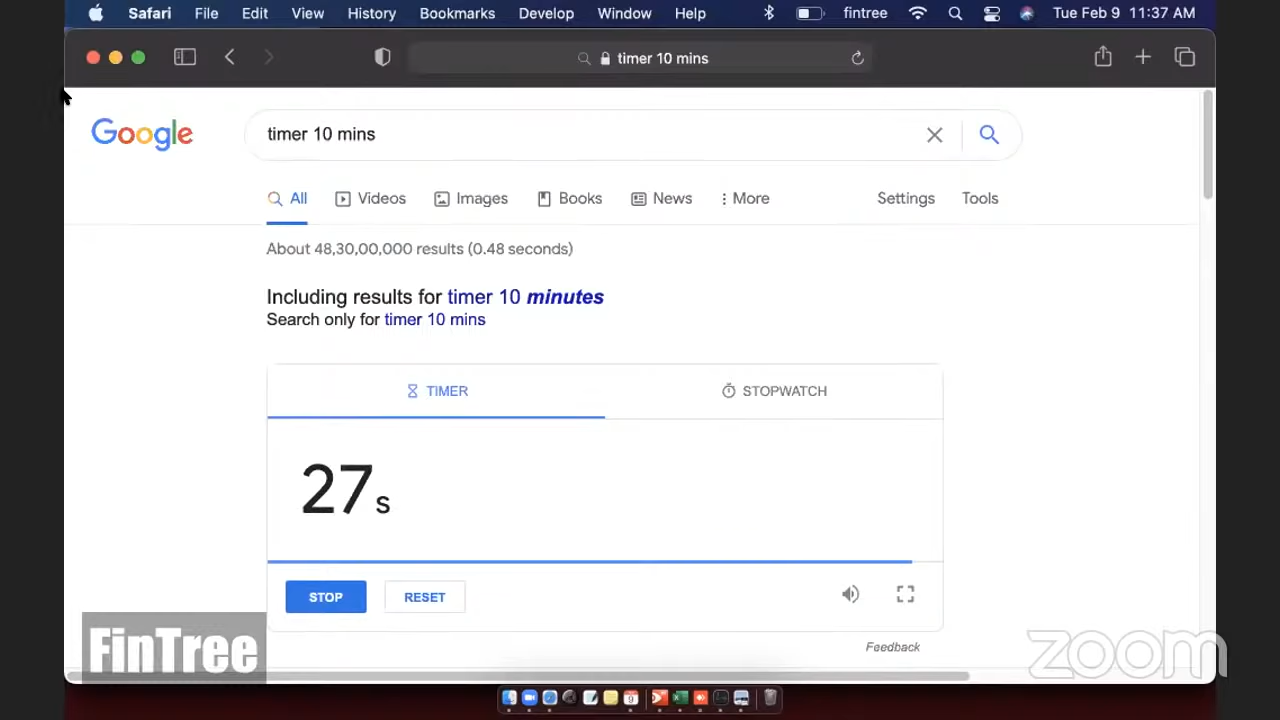 Safari File Edit View History Bookmarks Develop Window Help fintree Tue Feb 9 11:37 AM
timer 10 mins
Google timer 10 mins
All Videos Images Books News More Settings Tools
About 48,30,00,000 results (0.48 seconds)
Including results for timer 10 minutes
Search only for timer 10 mins
TIMER STOPWATCH
27 s
STOP RESET
Feedback
FinTree zoom
9